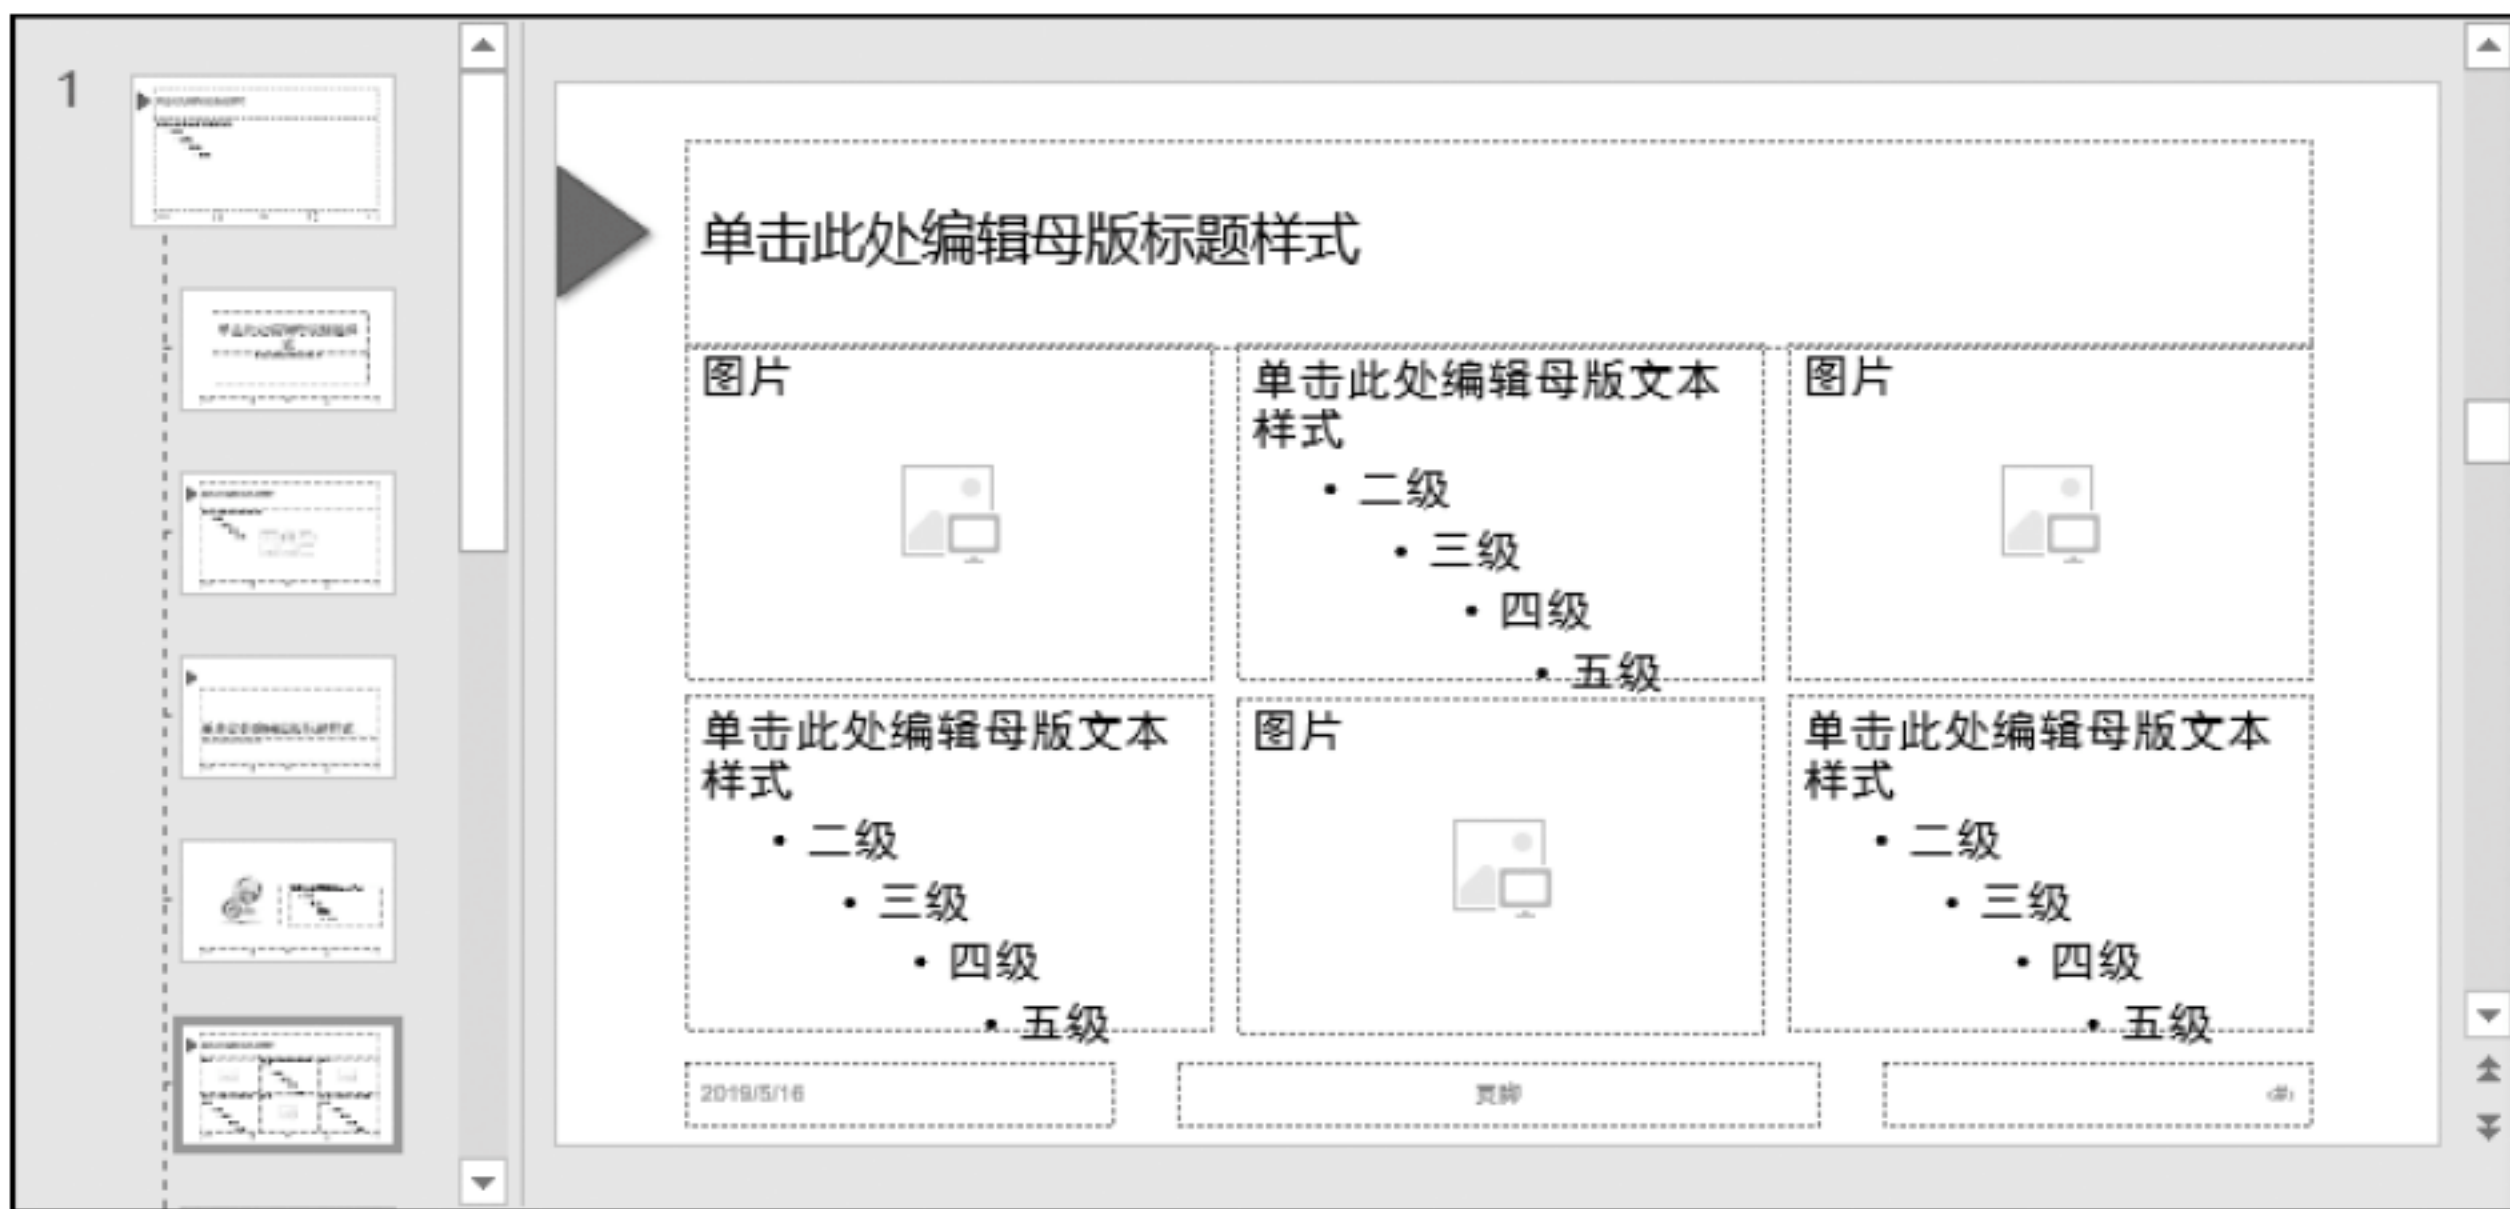 1
单击此处编辑母版标题样式
图片
单击此处编辑母版文本
样式
• 二级
• 三级
• 四级
• 五级
图片
单击此处编辑母版文本
样式
• 二级
• 三级
• 四级
• 五级
图片
单击此处编辑母版文本
样式
• 二级
• 三级
• 四级
• 五级
2019/5/16
页脚
‹#›